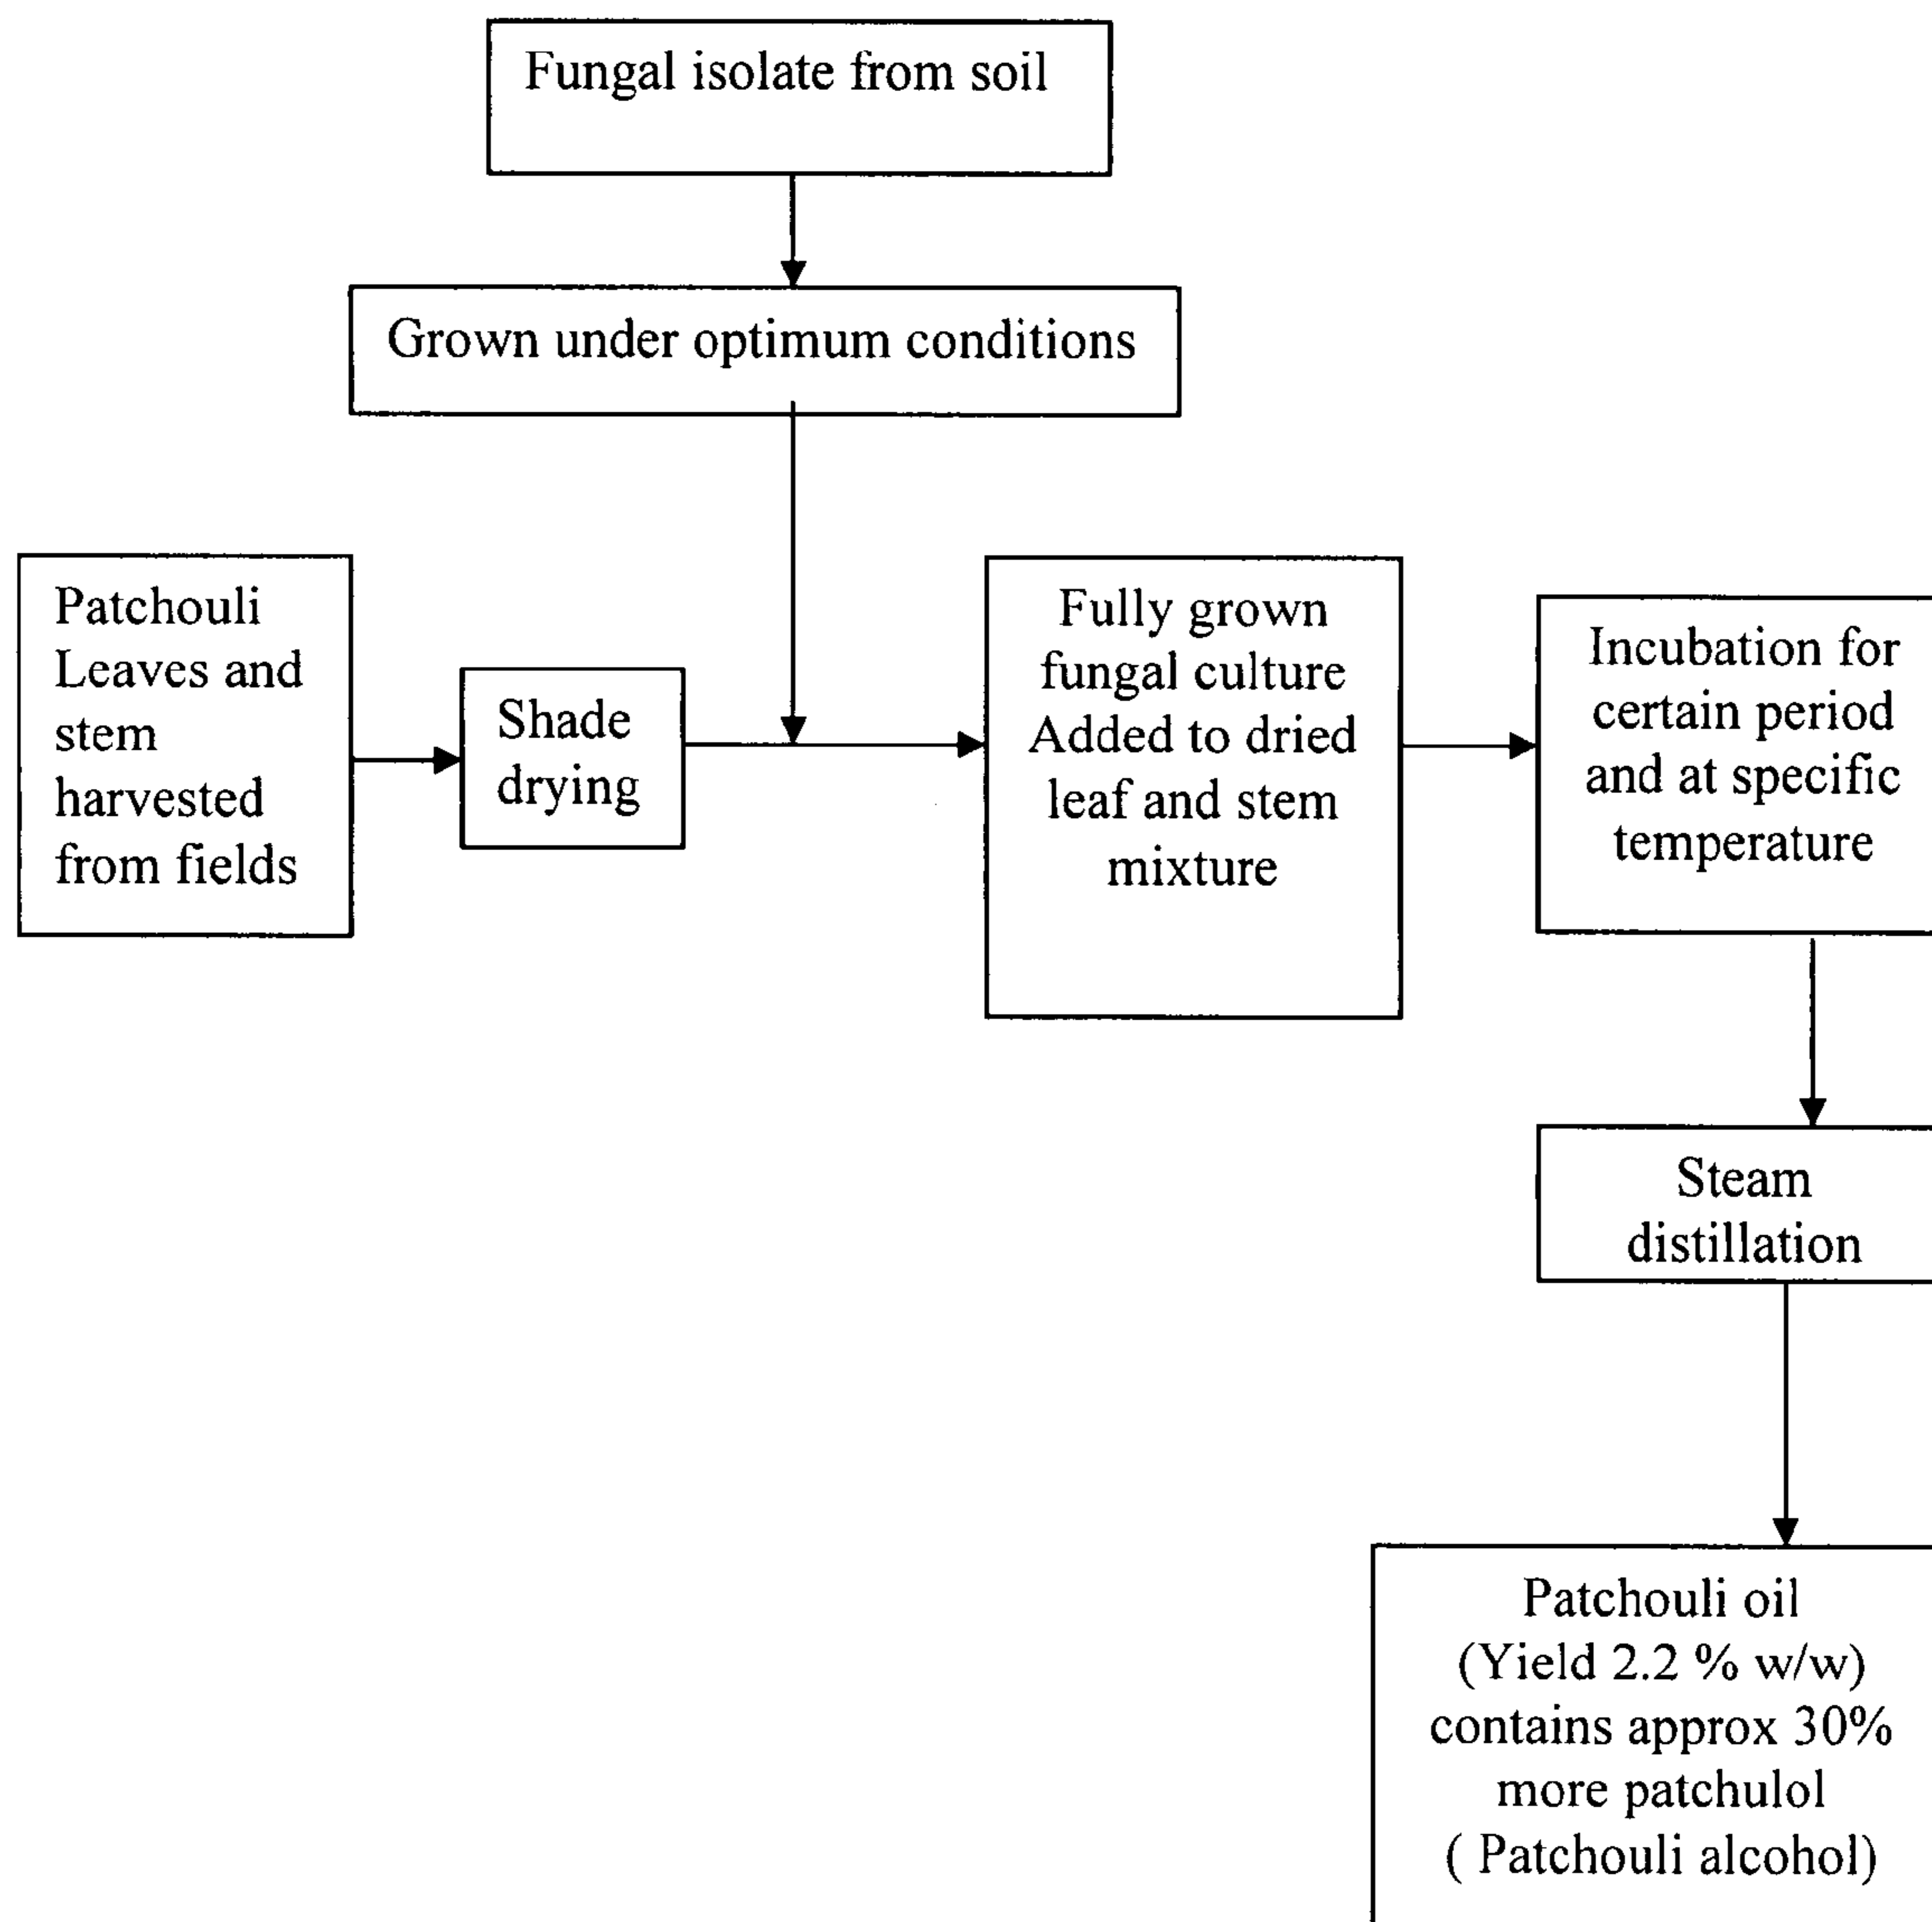 Fungal isolate from soil
Grown under optimum conditions
Patchouli
Leaves and
stem
harvested
from fields
Shade
drying
Fully grown
fungal culture
Added to dried
leaf and stem
mixture
Incubation for
certain period
and at specific
temperature
Steam
distillation
Patchouli oil
(Yield 2.2 % w/w)
contains approx 30%
more patchulol
( Patchouli alcohol)